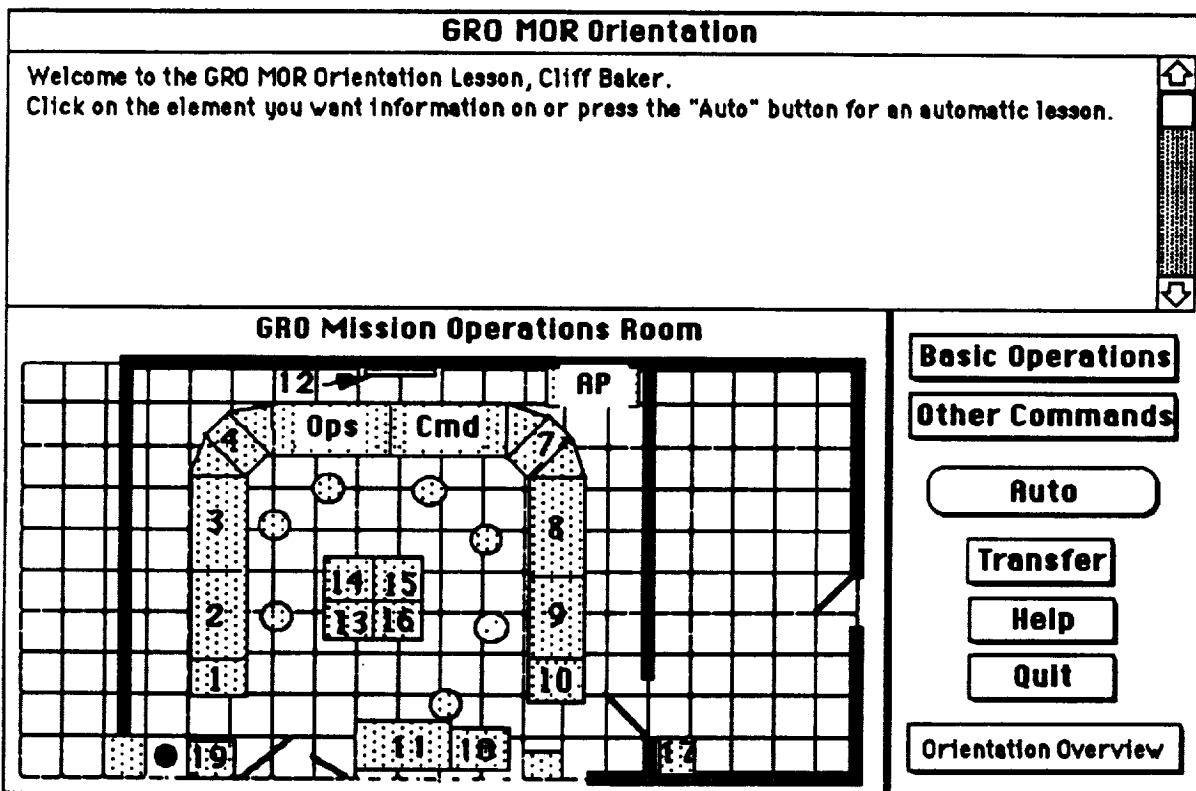 GRO MOR Orientation
Welcome to the GRO MOR Orientation Lesson, Cliff Baker.
Click on the element you want information on or press the "Auto" button for an automatic lesson.
GRO Mission Operations Room
12
AP
4
Ops
Cmd
7
3
8
14
15
2
13
16
9
1
10
19
11
18
17
Basic Operations
Other Commands
Auto
Transfer
Help
Quit
Orientation Overview